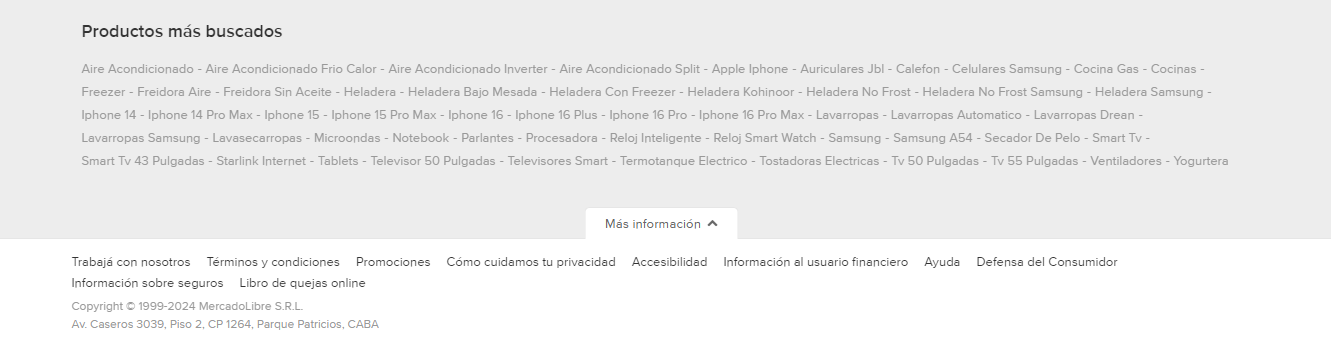 Productos más buscados
Aire Acondicionado - Aire Acondicionado Frio Calor - Aire Acondicionado Inverter - Aire Acondicionado Split - Apple Iphone - Auriculares Jbl - Calefon - Celulares Samsung - Cocina Gas - Cocinas -
Freezer - Freidora Aire - Freidora Sin Aceite - Heladera - Heladera Bajo Mesada - Heladera Con Freezer - Heladera Kohinoor - Heladera No Frost - Heladera No Frost Samsung - Heladera Samsung -
Iphone 14 - Iphone 14 Pro Max - Iphone 15 - Iphone 15 Pro Max - Iphone 16 - Iphone 16 Plus - Iphone 16 Pro - Iphone 16 Pro Max - Lavarropas - Lavarropas Automatico - Lavarropas Drean -
Lavarropas Samsung - Lavasecarropas - Microondas - Notebook - Parlantes - Procesadora - Reloj Inteligente - Reloj Smart Watch - Samsung - Samsung A54 - Secador De Pelo - Smart Tv -
Smart Tv 43 Pulgadas - Starlink Internet - Tablets - Televisor 50 Pulgadas - Televisores Smart - Termotanque Electrico - Tostadoras Electricas - Tv 50 Pulgadas - Tv 55 Pulgadas - Ventiladores - Yogurtera
Más información
Trabajá con nosotros Términos y condiciones Promociones Cómo cuidamos tu privacidad Accesibilidad Información al usuario financiero Ayuda Defensa del Consumidor
Información sobre seguros Libro de quejas online
Copyright © 1999-2024 MercadoLibre S.R.L.
Av. Caseros 3039, Piso 2, CP 1264, Parque Patricios, CABA